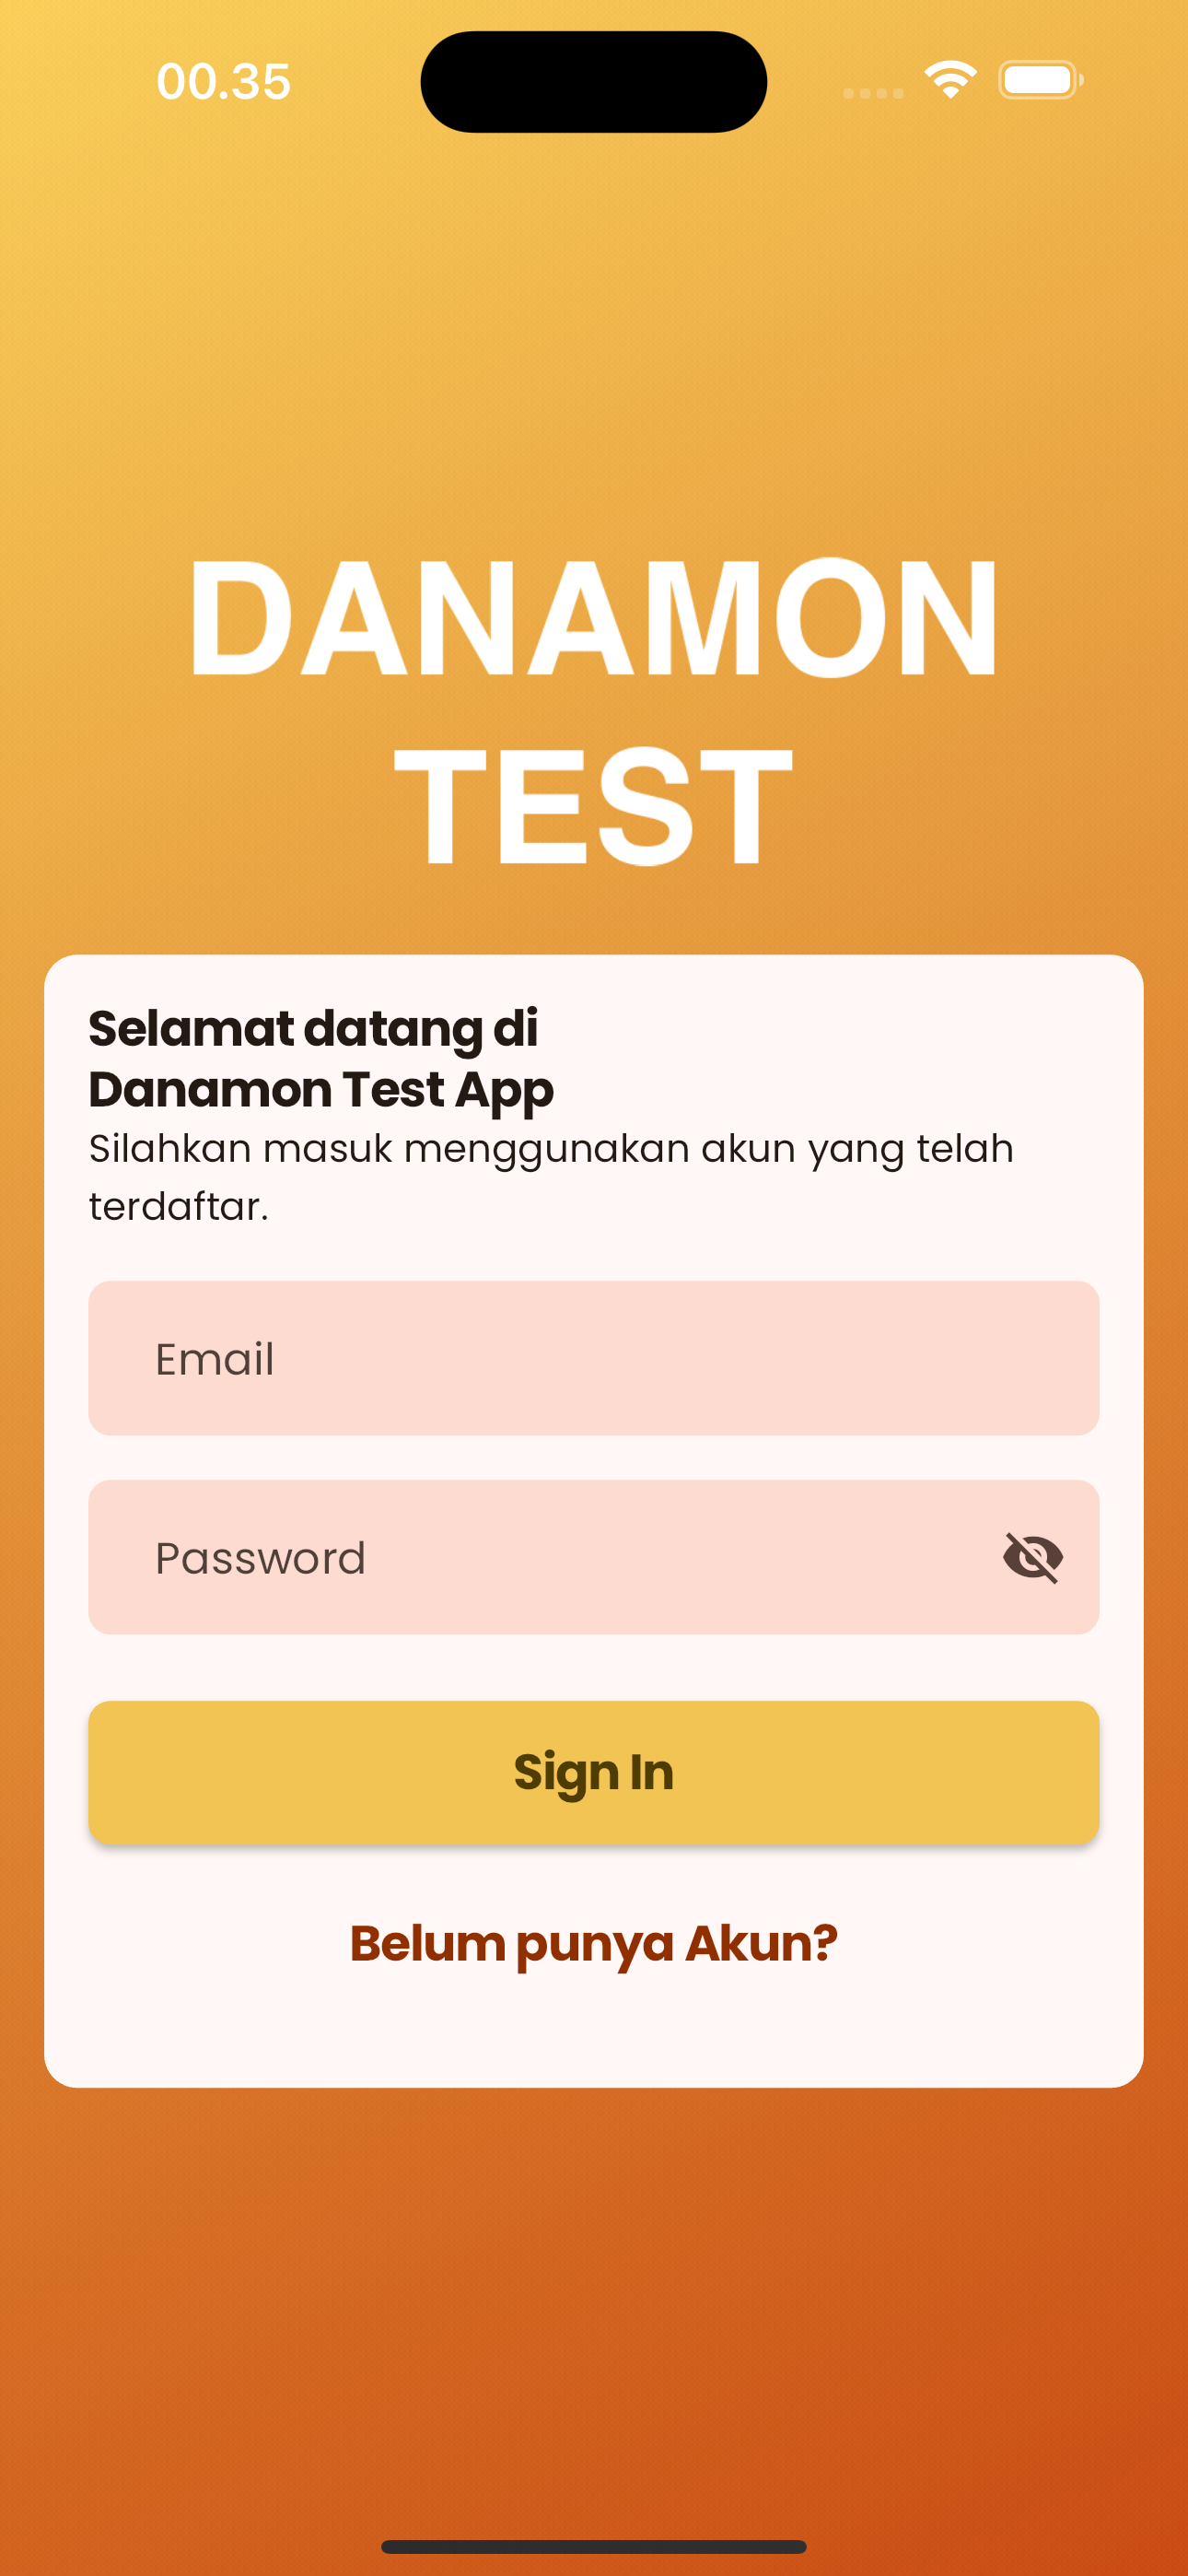 00.35
DANAMON
TEST
Selamat datang di
Danamon Test App
Silahkan masuk menggunakan akun yang telah
terdaftar.
Email
Password
Sign In
Belum punya Akun?